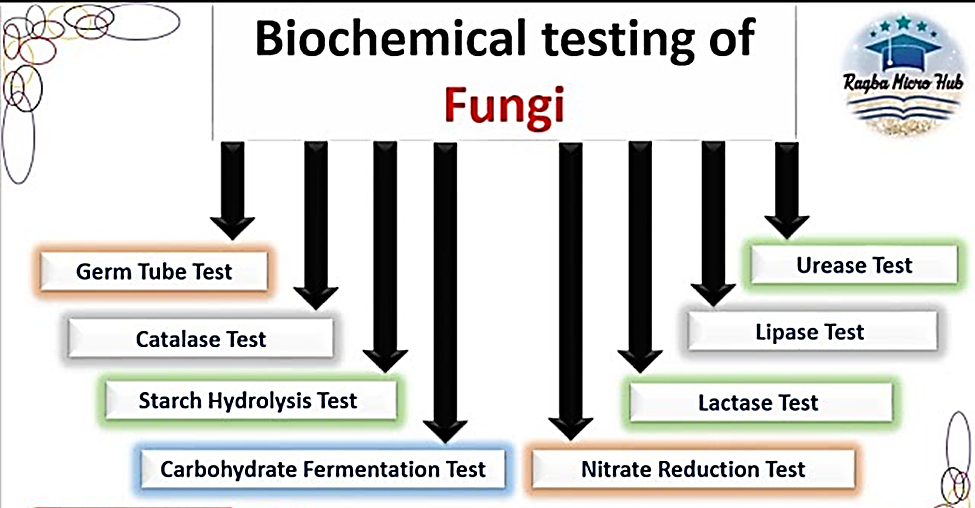 Biochemical testing of
Fungi
Ragba Micro Hub
Germ Tube Test
Urease Test
Catalase Test
Lipase Test
Starch Hydrolysis Test
Lactase Test
Carbohydrate Fermentation Test
Nitrate Reduction Test